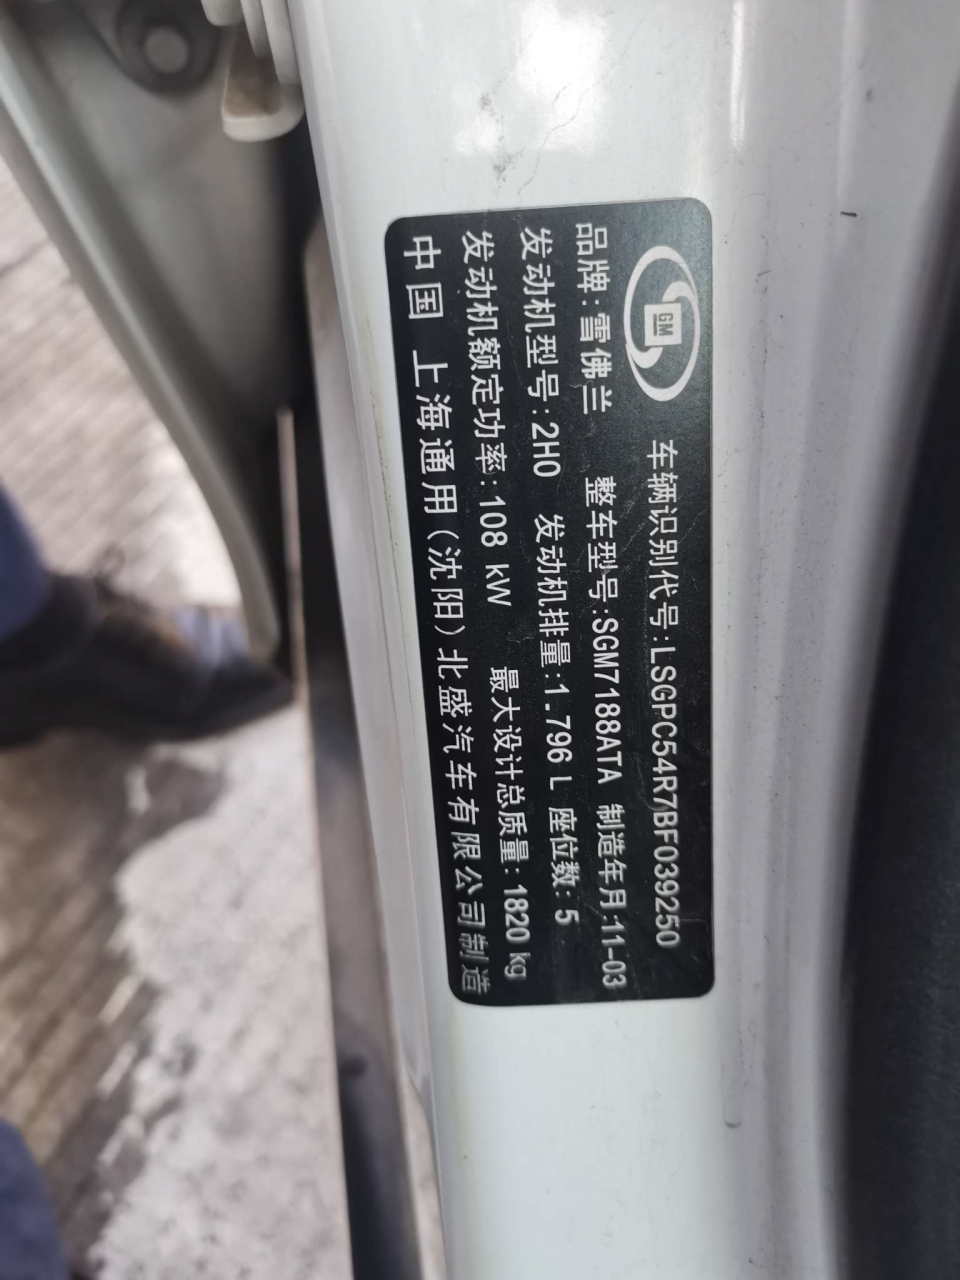 GM
车辆识别代号:LSGPC54R7BF039250
品牌:雪佛兰 整车型号:SGM7188ATA 制造年月:11-03
发动机型号:2H0 发动机排量:1.796 L 座位数:5
发动机额定功率:108 kW 最大设计总质量:1820 kg
中国 上海通用(沈阳)北盛汽车有限公司制造